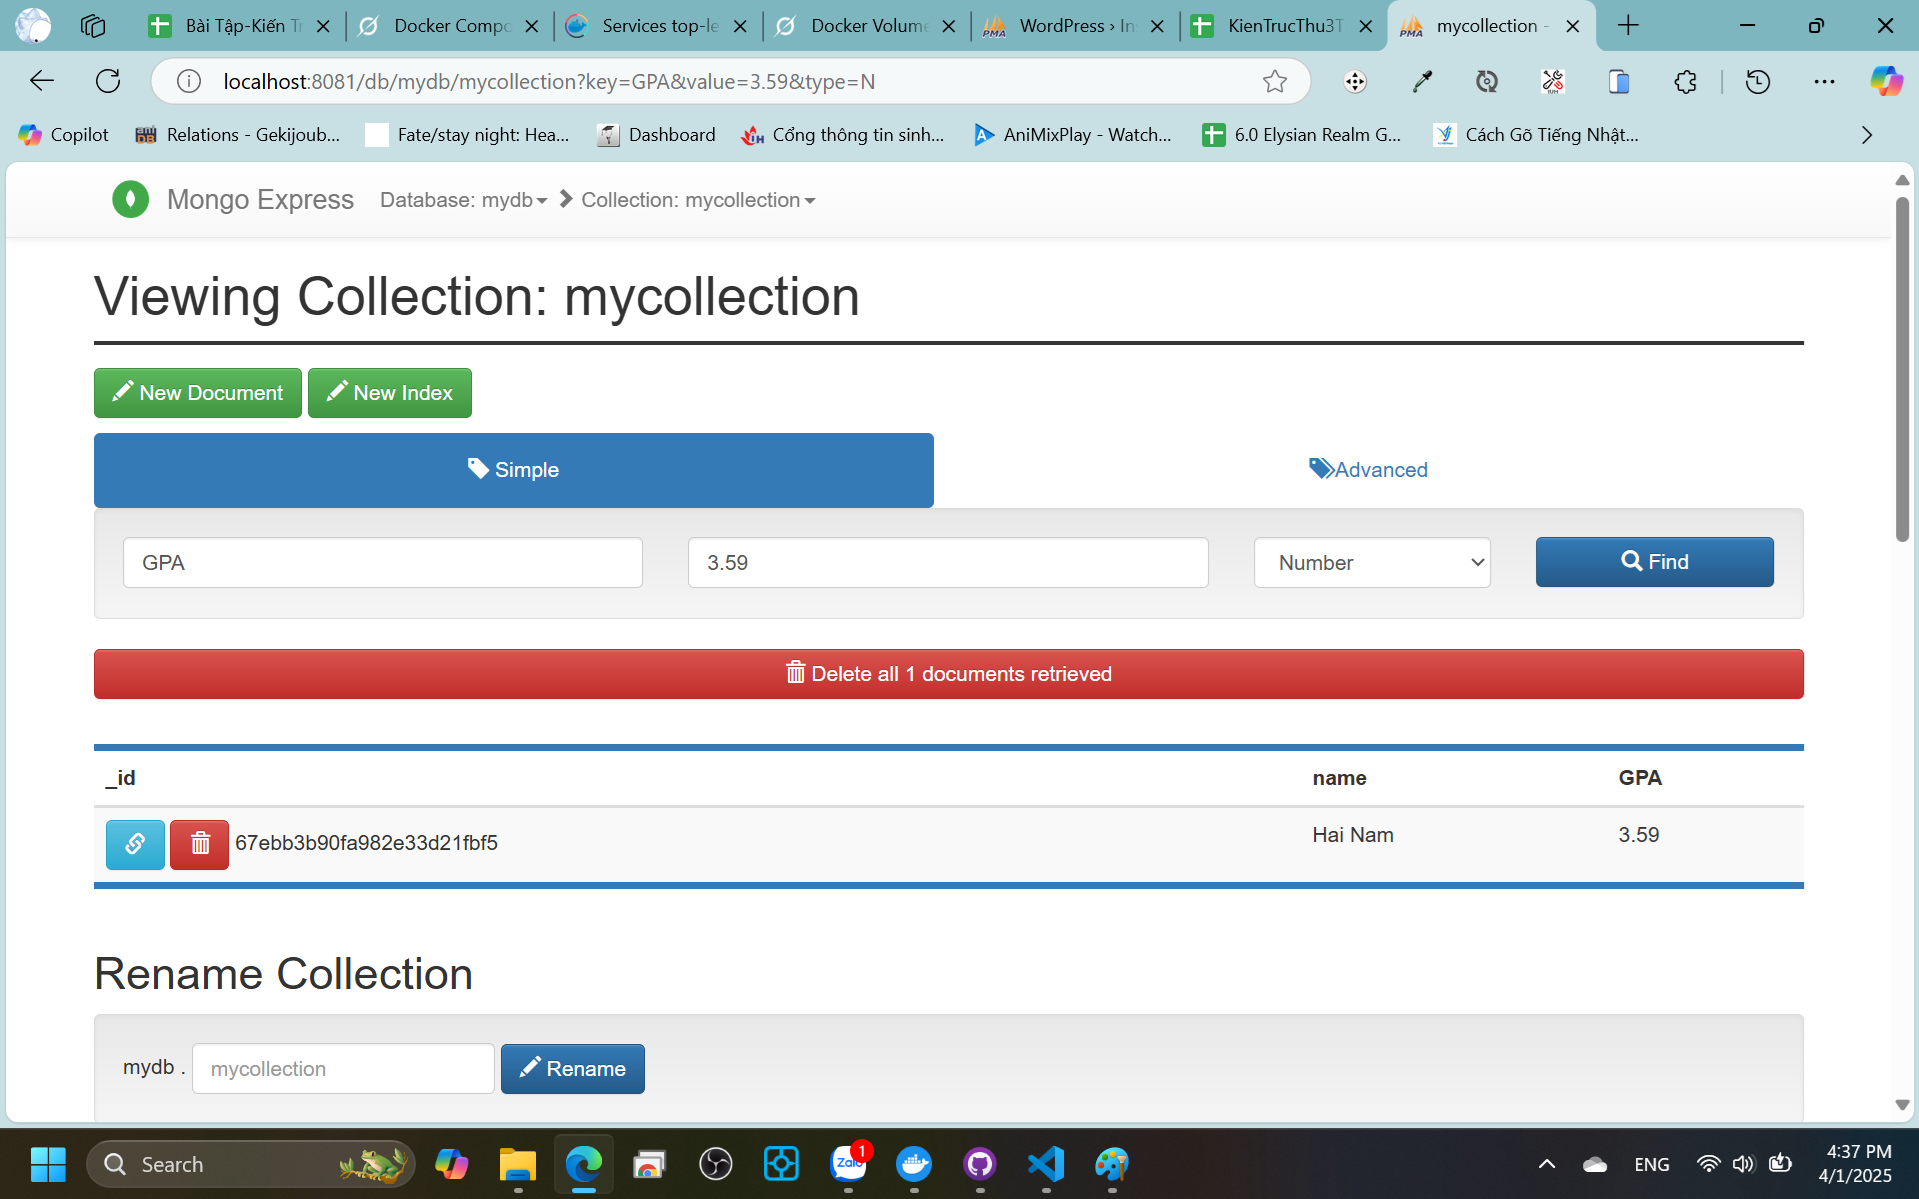 Bài Tập-Kiến Tr
Docker Compo
Services top-le
Docker Volume
WordPress › In
KienTrucThu3T
mycollection -
localhost:8081/db/mydb/mycollection?key=GPA&value=3.59&type=N
Copilot
Relations - Gekijoub...
Fate/stay night: Hea...
Dashboard
Cổng thông tin sinh...
AniMixPlay - Watch...
6.0 Elysian Realm G...
Cách Gõ Tiếng Nhật...
Mongo Express Database: mydb Collection: mycollection
Viewing Collection: mycollection
New Document New Index
Simple Advanced
GPA 3.59 Number Find
Delete all 1 documents retrieved
_id name GPA
67ebb3b90fa982e33d21fbf5 Hai Nam 3.59
Rename Collection
mydb . mycollection Rename
Search
Zalo
1
ENG
4:37 PM
4/1/2025